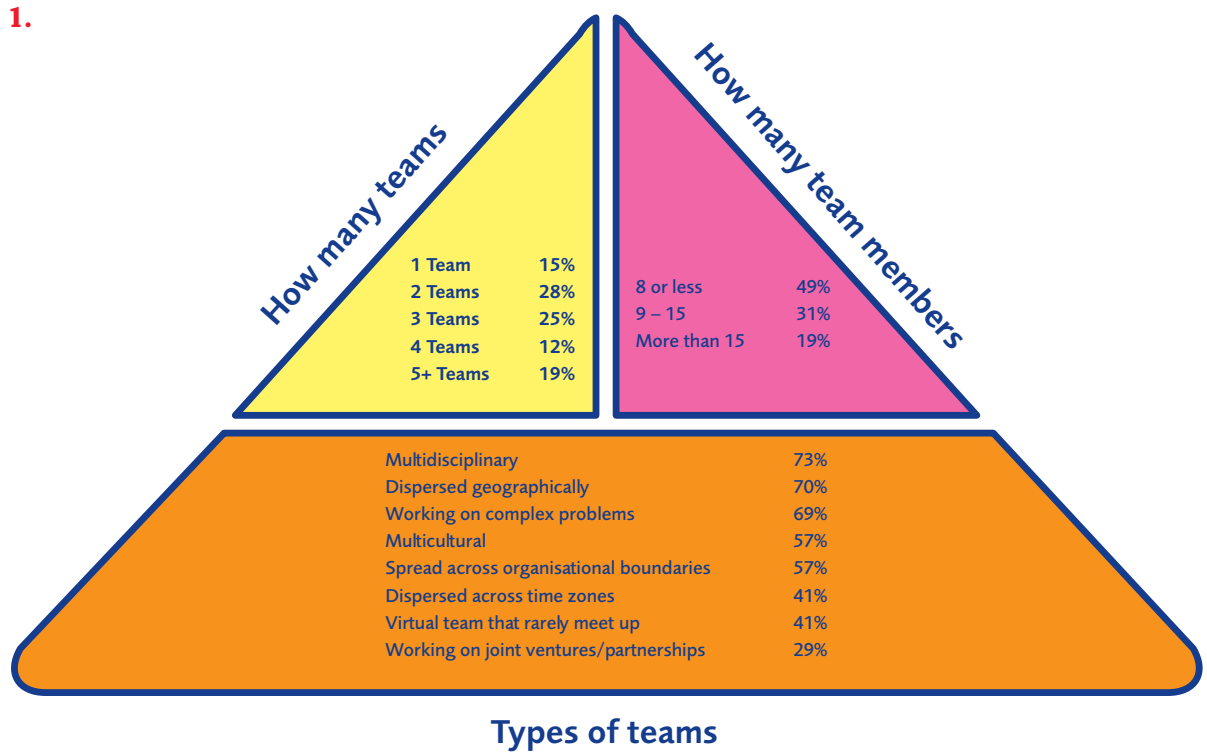 1.
How many teams
1 Team 15%
2 Teams 28%
3 Teams 25%
4 Teams 12%
5+ Teams 19%
How many team members
8 or less 49%
9 – 15 31%
More than 15 19%
Multidisciplinary 73%
Dispersed geographically 70%
Working on complex problems 69%
Multicultural 57%
Spread across organisational boundaries 57%
Dispersed across time zones 41%
Virtual team that rarely meet up 41%
Working on joint ventures/partnerships 29%
Types of teams